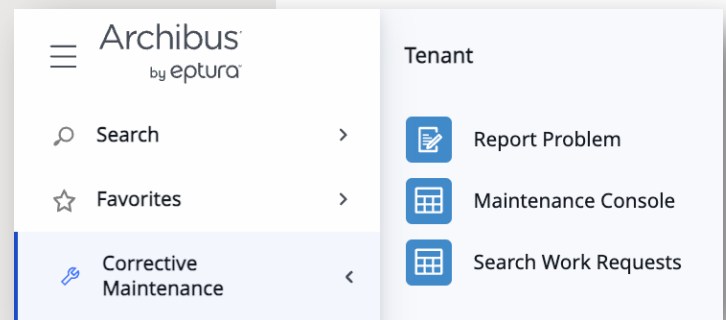 Archibus
by eptura
Search
Favorites
Corrective
Maintenance
Tenant
Report Problem
Maintenance Console
Search Work Requests